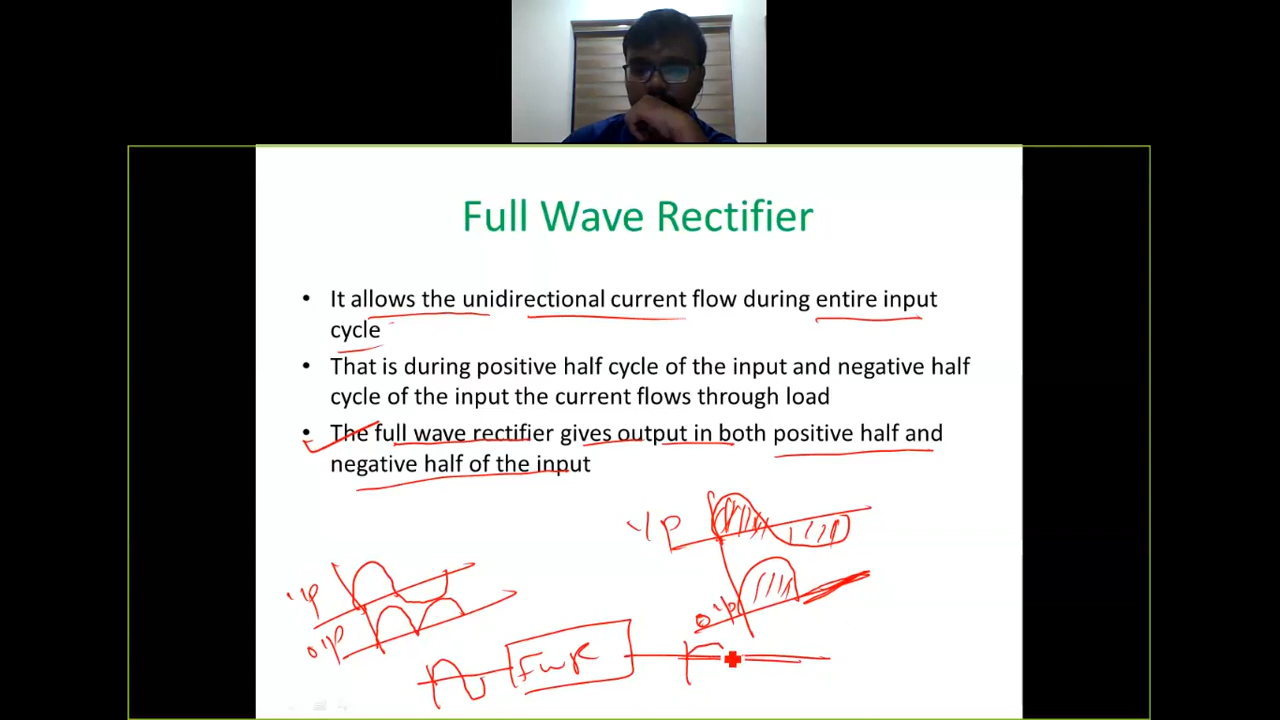 Full Wave Rectifier
• It allows the unidirectional current flow during entire input
cycle
• That is during positive half cycle of the input and negative half
cycle of the input the current flows through load
• The full wave rectifier gives output in both positive half and
negative half of the input
i/p
i/p
o/p
o/p
FWR